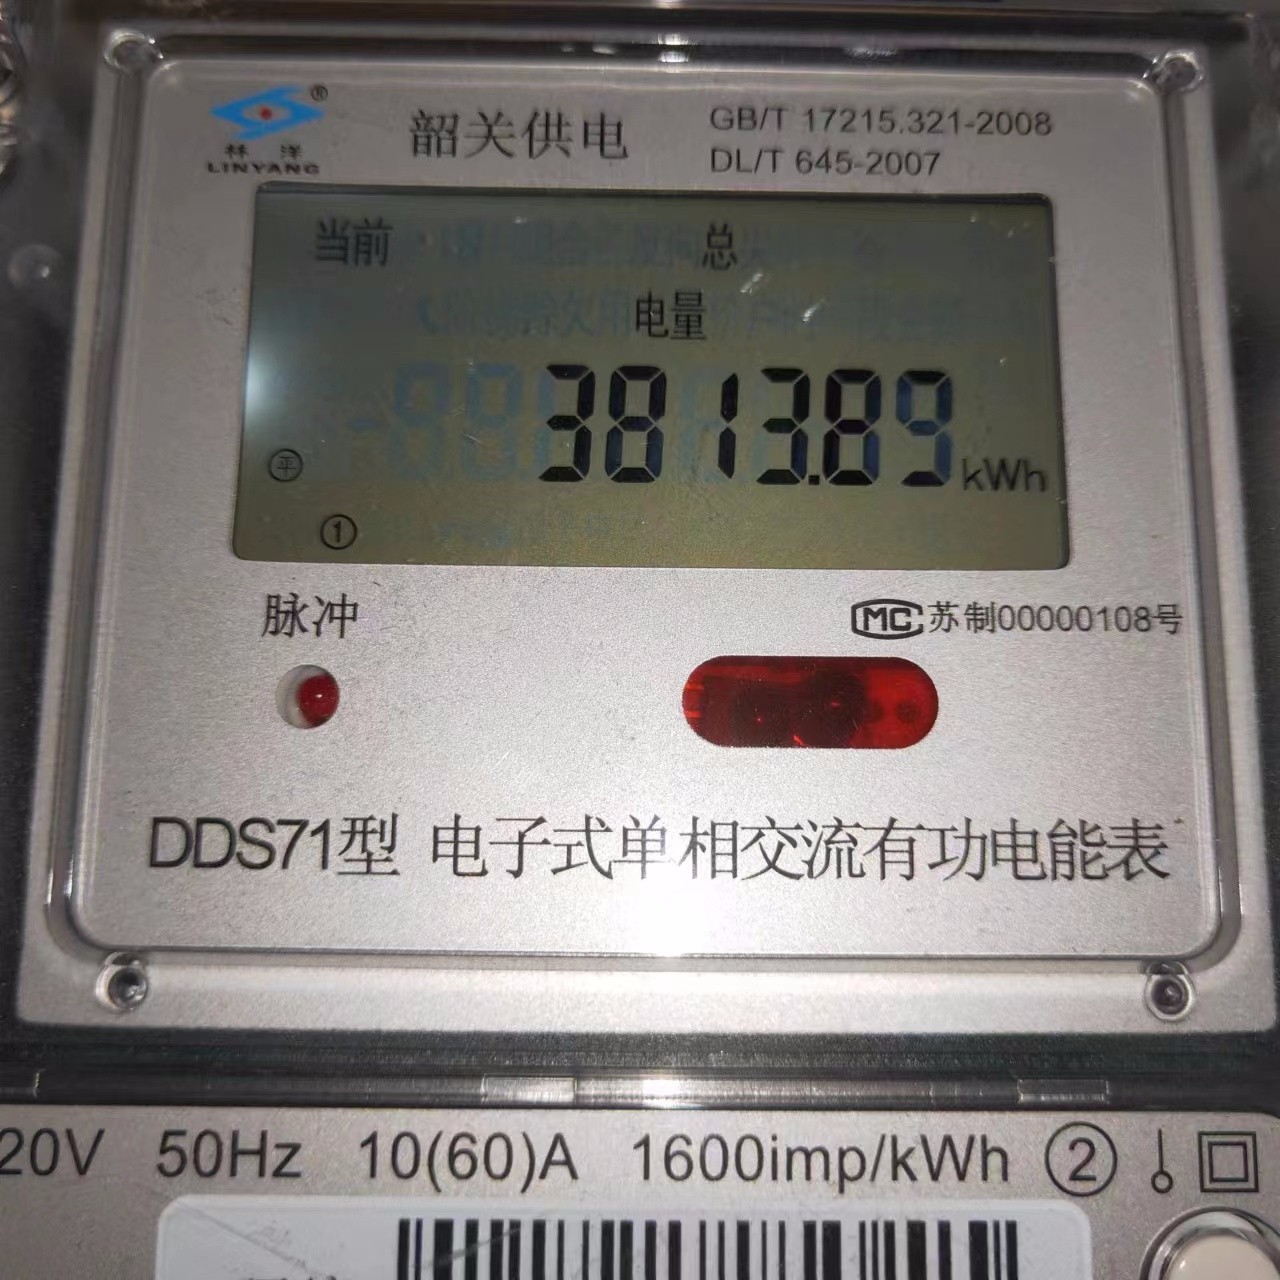 林洋®
LINYANG
韶关供电
GB/T 17215.321-2008
DL/T 645-2007
当前 总
电量
3813.89 kWh
平
①
脉冲
MC 苏制00000108号
DDS71型 电子式单相交流有功电能表
20V 50Hz 10(60)A 1600imp/kWh ②